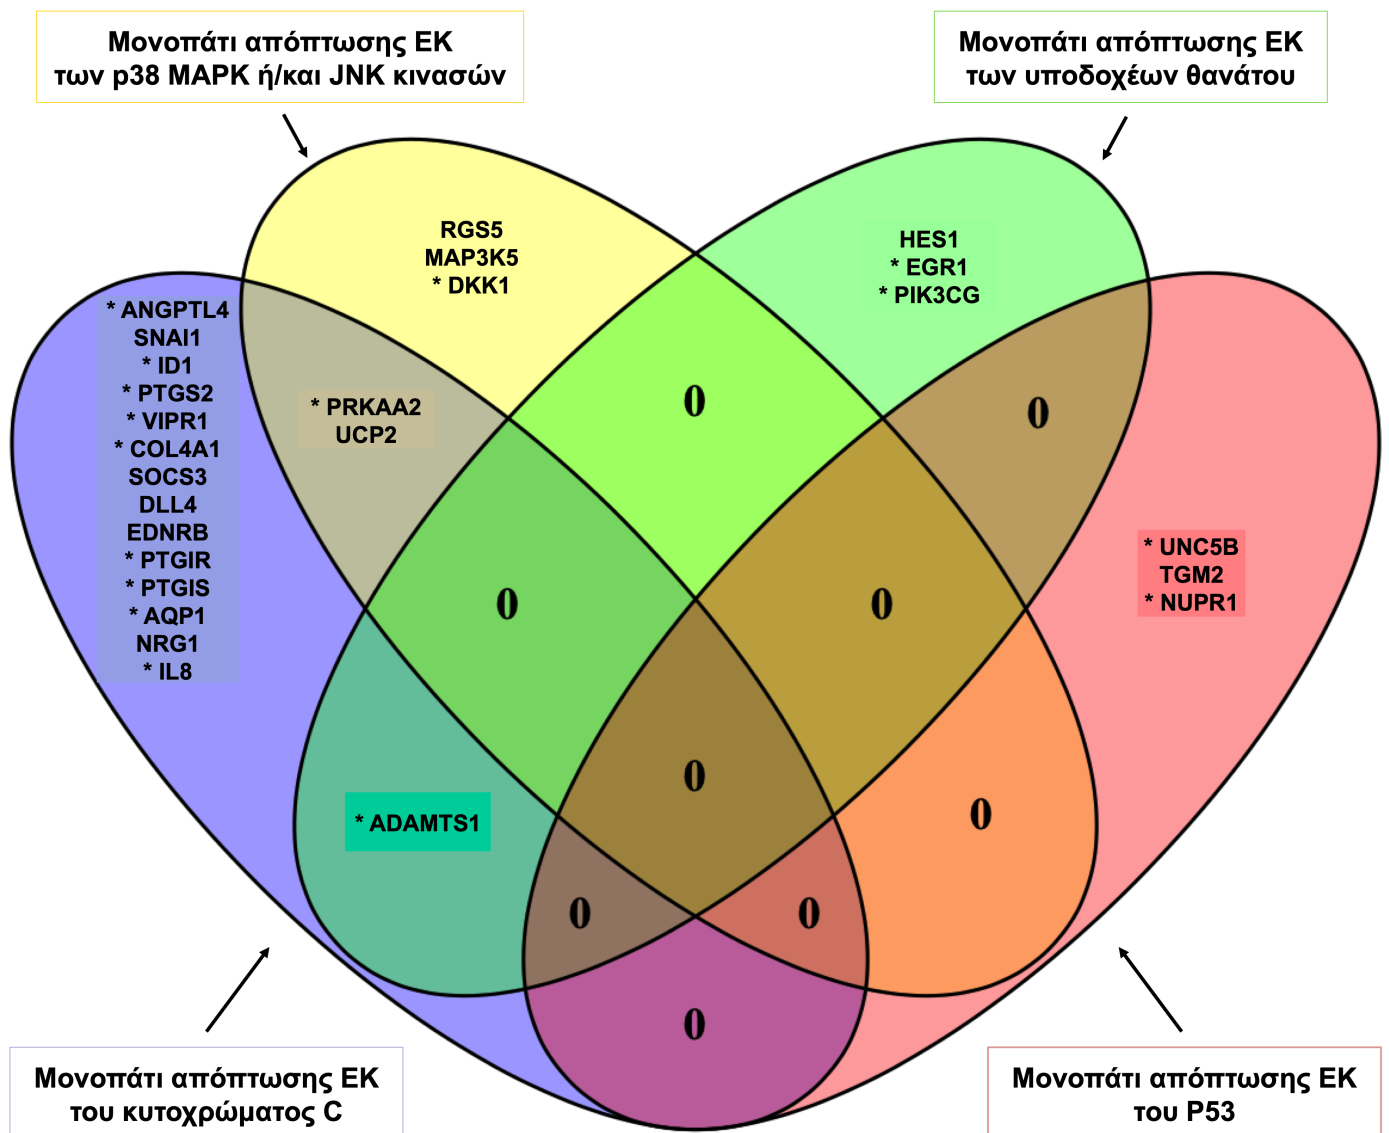 Μονοπάτι απόπτωσης ΕΚ
των p38 MAPK ή/και JNK κινασών
Μονοπάτι απόπτωσης ΕΚ
των υποδοχέων θανάτου
RGS5
MAP3K5
* DKK1
HES1
* EGR1
* PIK3CG
* ANGPTL4
SNAI1
* ID1
* PTGS2
* VIPR1
* COL4A1
SOCS3
DLL4
EDNRB
* PTGIR
* PTGIS
* AQP1
NRG1
* IL8
* PRKAA2
UCP2
0
0
* UNC5B
TGM2
* NUPR1
0
0
0
* ADAMTS1
0
0
0
0
Μονοπάτι απόπτωσης ΕΚ
του κυτοχρώματος C
Μονοπάτι απόπτωσης ΕΚ
του P53